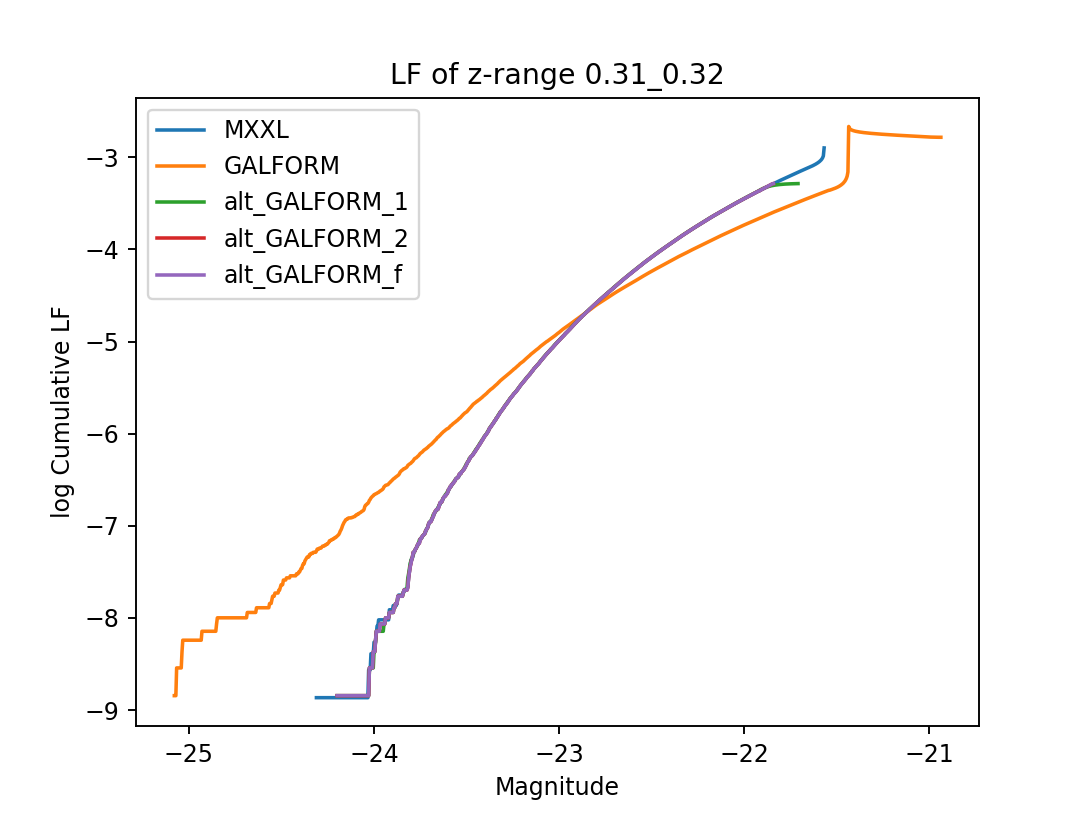 LF of z-range 0.31_0.32
MXXL
GALFORM
alt_GALFORM_1
alt_GALFORM_2
alt_GALFORM_f
log Cumulative LF
−3
−4
−5
−6
−7
−8
−9
−25
−24
−23
−22
−21
Magnitude